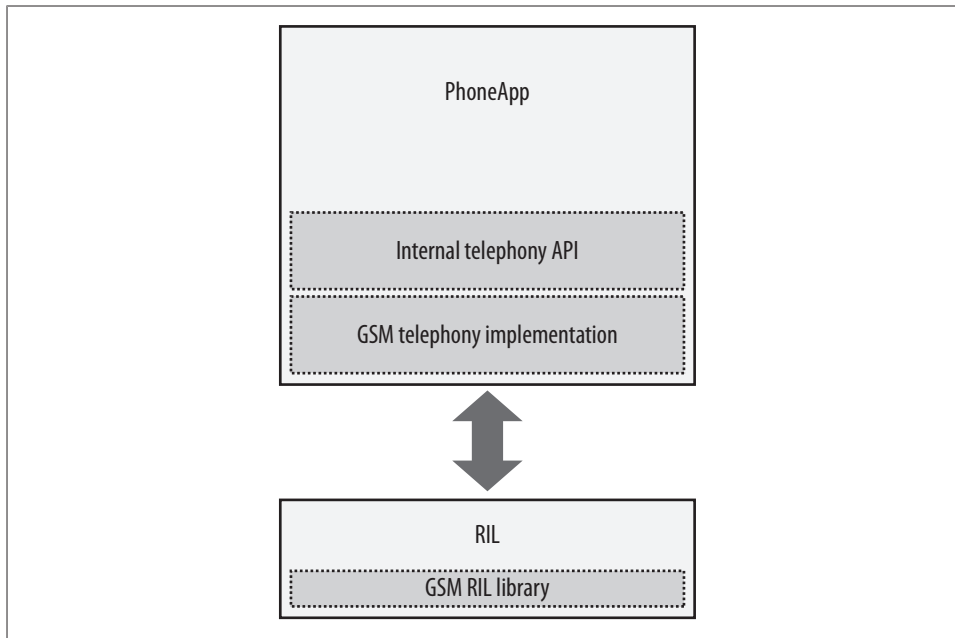 PhoneApp
Internal telephony API
GSM telephony implementation
RIL
GSM RIL library